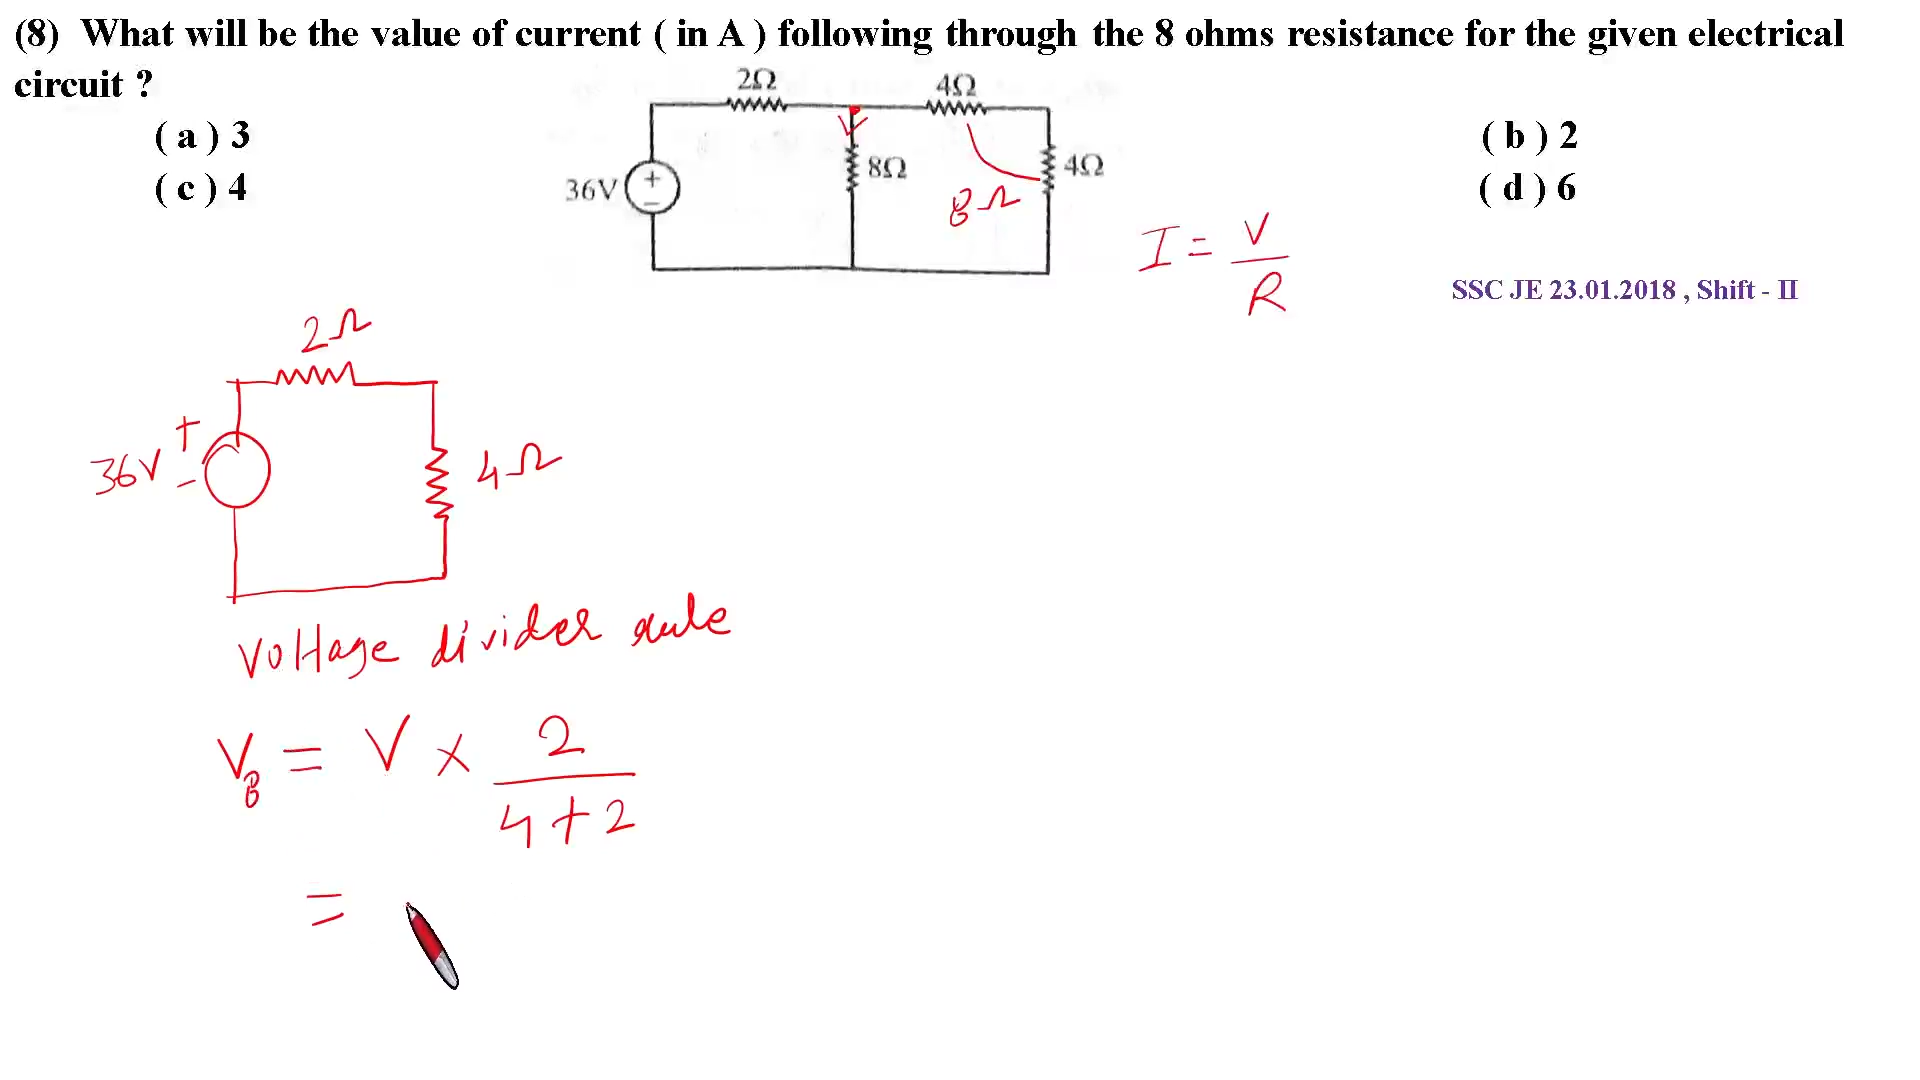 (8) What will be the value of current ( in A ) following through the 8 ohms resistance for the given electrical
circuit ?
( a ) 3
( b ) 2
( c ) 4
( d ) 6
2Ω
4Ω
8Ω
4Ω
36V
+
−
8Ω
I = V
R
SSC JE 23.01.2018 , Shift - II
2Ω
36V
+
−
4Ω
Voltage divider rule
V8 = V × 2
4+2
=